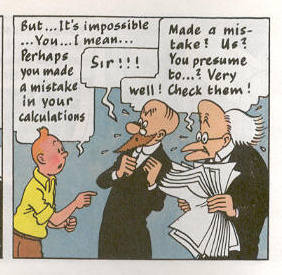 But...It's impossible
...You...I mean...
Perhaps
you made
a mistake
in your
calculations
Sir!!!
Made a mis-
take? Us?
You presume
to...? Very
well! Check them!